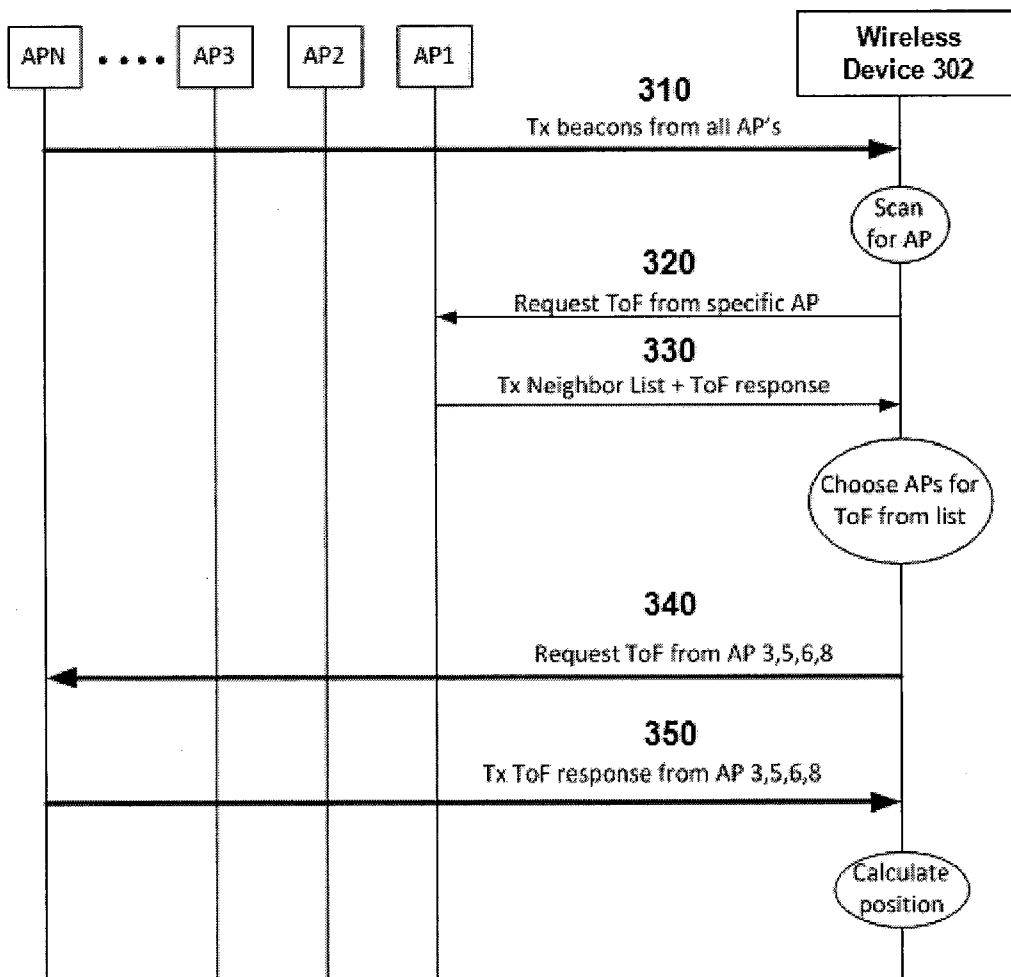 APN
AP3
AP2
AP1
Wireless
Device 302
310
Tx beacons from all AP's
Scan
for AP
320
Request ToF from specific AP
330
Tx Neighbor List + ToF response
Choose APs for
ToF from list
340
Request ToF from AP 3,5,6,8
350
Tx ToF response from AP 3,5,6,8
Calculate
position